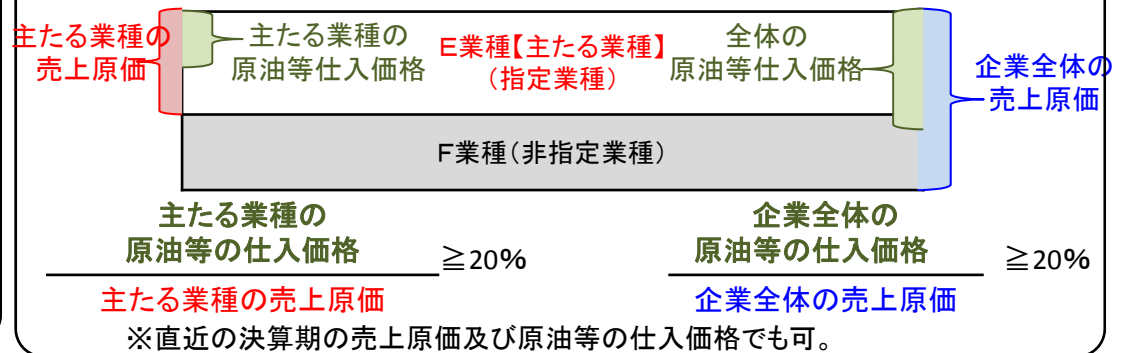 主たる業種の
売上原価
主たる業種の
原油等仕入価格
E業種【主たる業種】
(指定業種)
全体の
原油等仕入価格
企業全体の
売上原価
F業種(非指定業種)
主たる業種の
原油等の仕入価格
主たる業種の売上原価
≧20%
企業全体の
原油等の仕入価格
企業全体の売上原価
≧20%
※直近の決算期の売上原価及び原油等の仕入価格でも可。